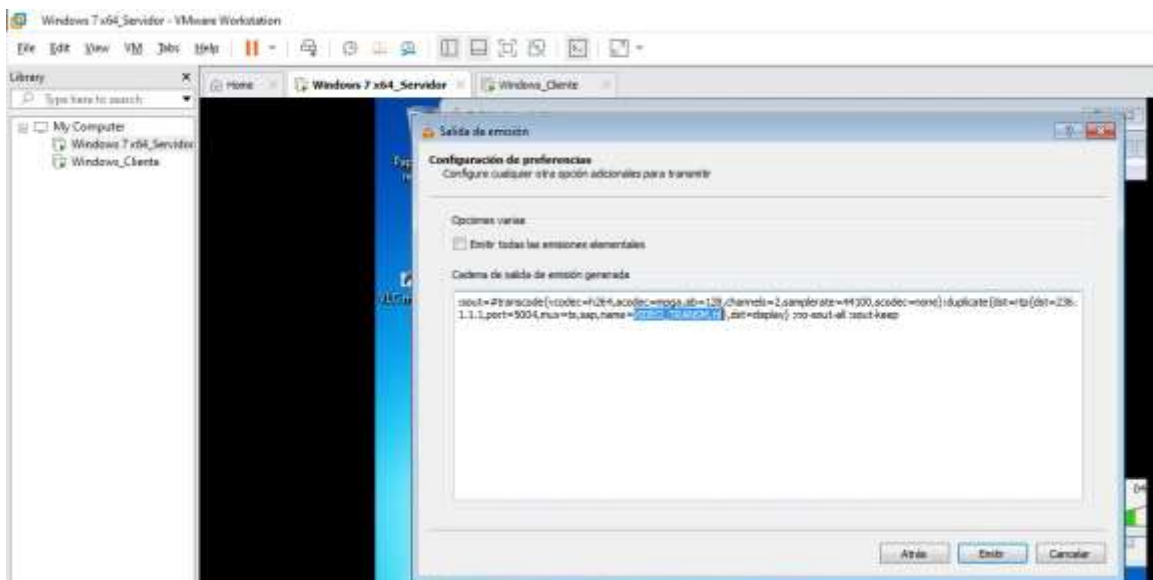 Windows 7 x64_Servidor - VMware Workstation
File Edit View VM Tabs Help
Library
Type here to search
Home
Windows 7 x64_Servidor
Windows_Cliente
My Computer
Windows 7 x64_Servidor
Windows_Cliente
Salida de emisión
Configuración de preferencias
Configure cualquier otra opción adicionales para transmitir
Opciones varias
Emitir todas las emisiones elementales
Cadena de salida de emisión generada
:sout=#transcode{vcodec=h264,acodec=mpga,ab=128,channels=2,samplerate=44100,scodec=none}:duplicate{dst=rtp{dst=236.
1.1.1,port=5004,mux=ts,sap,name= },dst=display} :no-sout-all :sout-keep
Atrás Emitir Cancelar